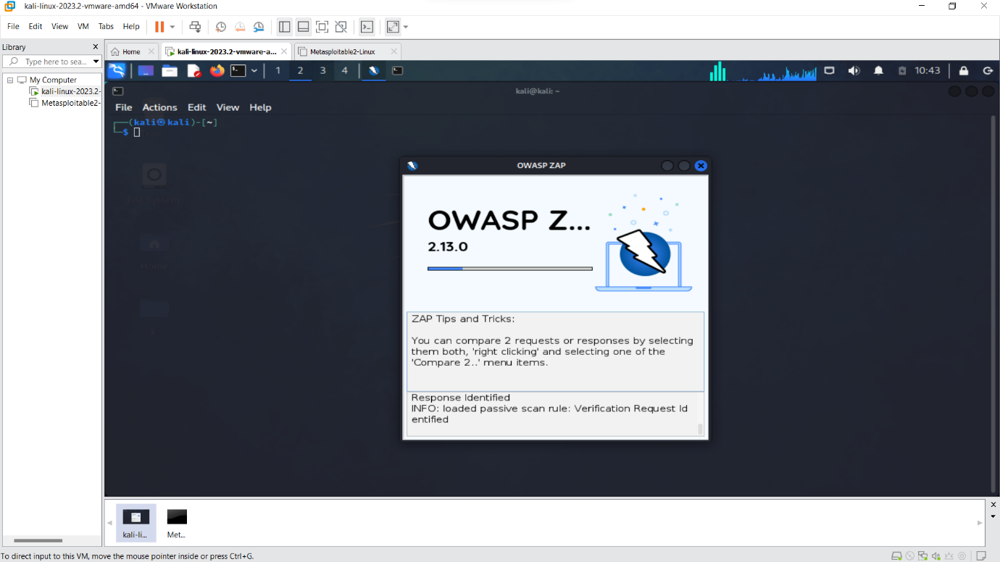 kali-linux-2023.2-vmware-amd64 - VMware Workstation
File Edit View VM Tabs Help
Library
Type here to sea...
My Computer
kali-linux-2023.2-
Metasploitable2-
Home
kali-linux-2023.2-vmware-a...
Metasploitable2-Linux
1 2 3 4
10:43
kali@kali: ~
File Actions Edit View Help
(kali㉿kali)-[~]
$
File System
Home
OWASP ZAP
OWASP Z...
2.13.0
ZAP Tips and Tricks:
You can compare 2 requests or responses by selecting
them both, 'right clicking' and selecting one of the
'Compare 2..' menu items.
Response Identified
INFO: loaded passive scan rule: Verification Request Id
entified
kali-li...
Met...
To direct input to this VM, move the mouse pointer inside or press Ctrl+G.